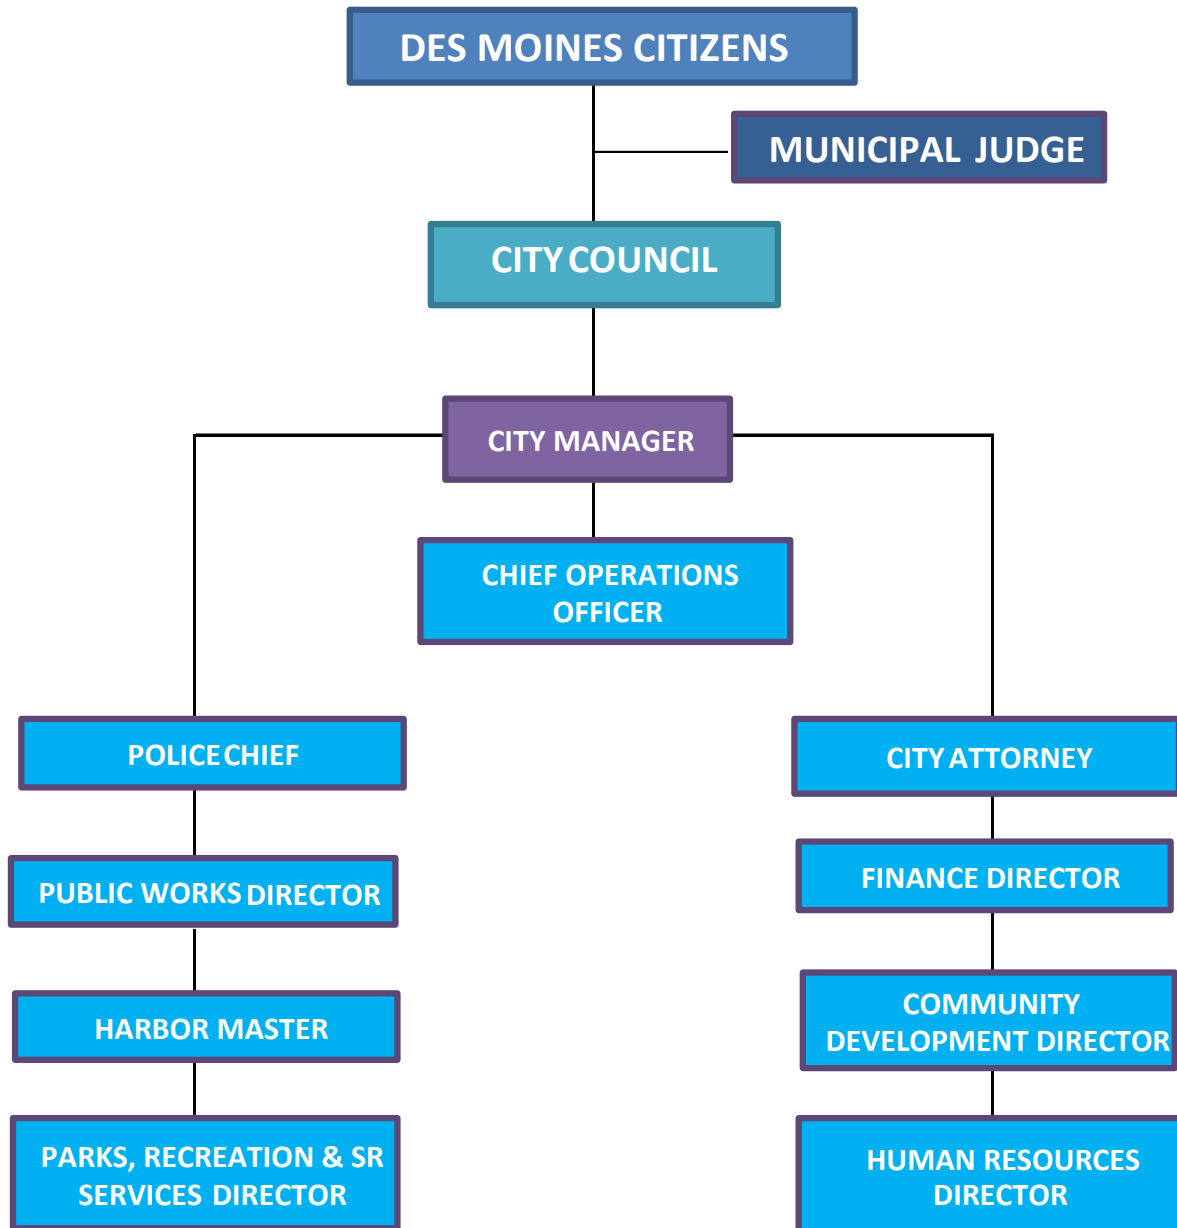 DES MOINES CITIZENS
MUNICIPAL JUDGE
CITY COUNCIL
CITY MANAGER
CHIEF OPERATIONS
OFFICER
POLICE CHIEF
CITY ATTORNEY
PUBLIC WORKS DIRECTOR
FINANCE DIRECTOR
HARBOR MASTER
COMMUNITY
DEVELOPMENT DIRECTOR
PARKS, RECREATION & SR
SERVICES DIRECTOR
HUMAN RESOURCES
DIRECTOR